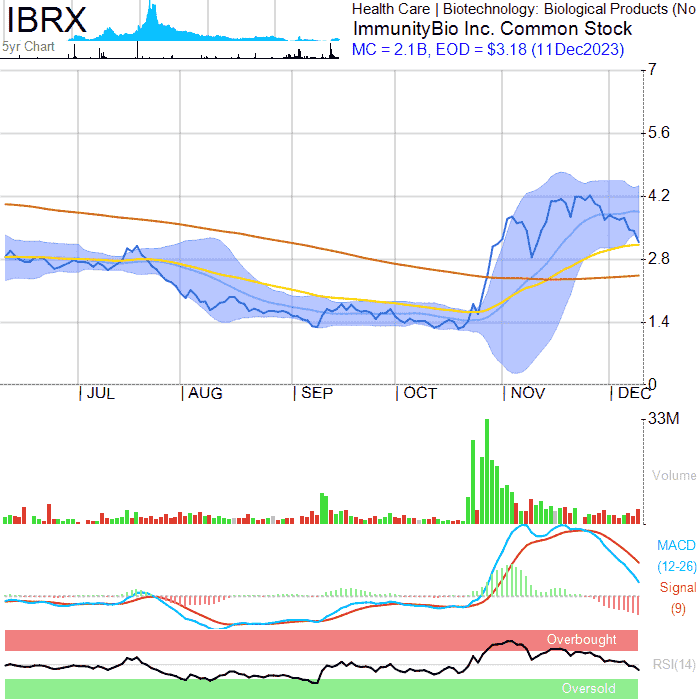 IBRX
5yr Chart
Health Care | Biotechnology: Biological Products (No
ImmunityBio Inc. Common Stock
MC = 2.1B, EOD = $3.18 (11Dec2023)
7
5.6
4.2
2.8
1.4
0
| JUL | AUG | SEP | OCT | NOV | DEC
33M
Volume
MACD
(12-26)
Signal
(9)
Overbought
RSI(14)
Oversold